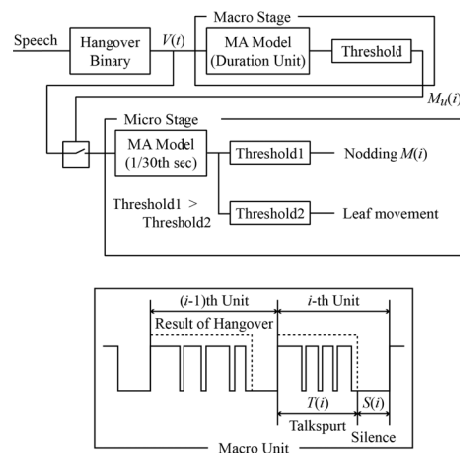 Macro Stage
Speech
Hangover
Binary
V(t)
MA Model
(Duration Unit)
Threshold
Mu(i)
Micro Stage
MA Model
(1/30th sec)
Threshold1
Nodding M(i)
Threshold1 >
Threshold2
Threshold2
Leaf movement
(i-1)th Unit
i-th Unit
Result of Hangover
T(i)
S(i)
Talkspurt
Silence
Macro Unit